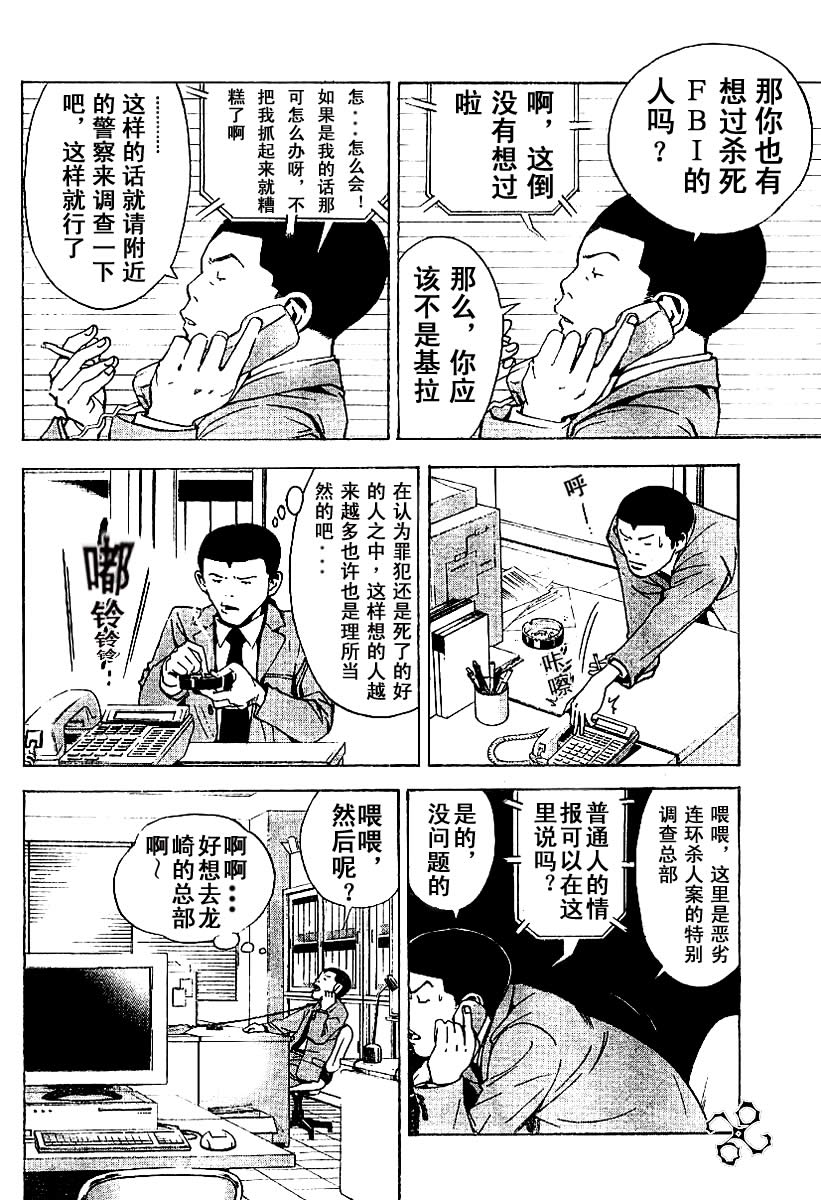 那你也有
想过杀死
FBI的
人吗？
啊，这倒
没有想过
啦
那么，你应
该不是基拉
怎...怎么会！
如果是我的话那
可怎么办呀，不
把我抓起来就糟
糕了啊
…………
这样的话就请附近
的警察来调查一下
吧，这样就行了
呼—
咔嚓
在认为罪犯还是死了的好
的人之中，这样想的人越
来越多也许也是理所当
然的吧...
嘟
铃铃铃...
喂喂，这里是恶劣
连环杀人案的特别
调查总部
普通人的情
报可以在这
里说吗？
是的，
没问题的
喂喂，
然后呢？
啊啊...
好想去龙
崎的总部
啊～